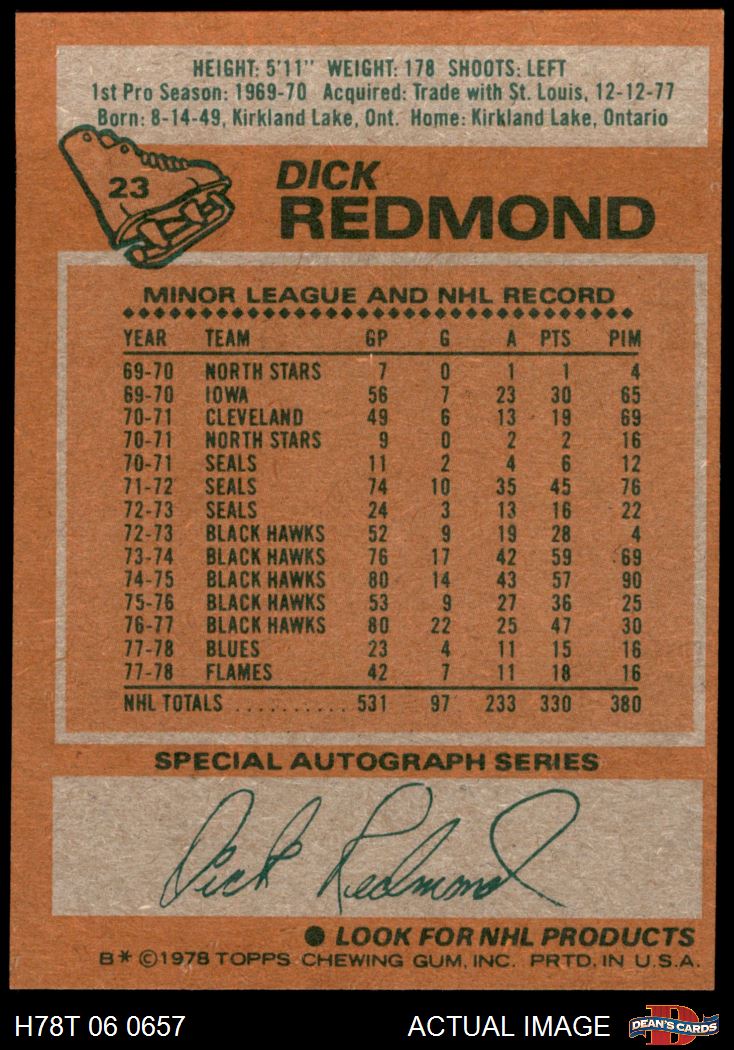 HEIGHT: 5'11" WEIGHT: 178 SHOOTS: LEFT
1st Pro Season: 1969-70 Acquired: Trade with St. Louis, 12-12-77
Born: 8-14-49, Kirkland Lake, Ont. Home: Kirkland Lake, Ontario
23
DICK
REDMOND
MINOR LEAGUE AND NHL RECORD
YEAR TEAM GP G A PTS PIM
69-70 NORTH STARS 7 0 1 1 4
69-70 IOWA 56 7 23 30 65
70-71 CLEVELAND 49 6 13 19 69
70-71 NORTH STARS 9 0 2 2 16
70-71 SEALS 11 2 4 6 12
71-72 SEALS 74 10 35 45 76
72-73 SEALS 24 3 13 16 22
72-73 BLACK HAWKS 52 9 19 28 4
73-74 BLACK HAWKS 76 17 42 59 69
74-75 BLACK HAWKS 80 14 43 57 90
75-76 BLACK HAWKS 53 9 27 36 25
76-77 BLACK HAWKS 80 22 25 47 30
77-78 BLUES 23 4 11 15 16
77-78 FLAMES 42 7 11 18 16
NHL TOTALS .......... 531 97 233 330 380
SPECIAL AUTOGRAPH SERIES
Dick Redmond
● LOOK FOR NHL PRODUCTS
B* ©1978 TOPPS CHEWING GUM, INC. PRTD. IN U.S.A.
H78T 06 0657 ACTUAL IMAGE D DEAN'S CARDS